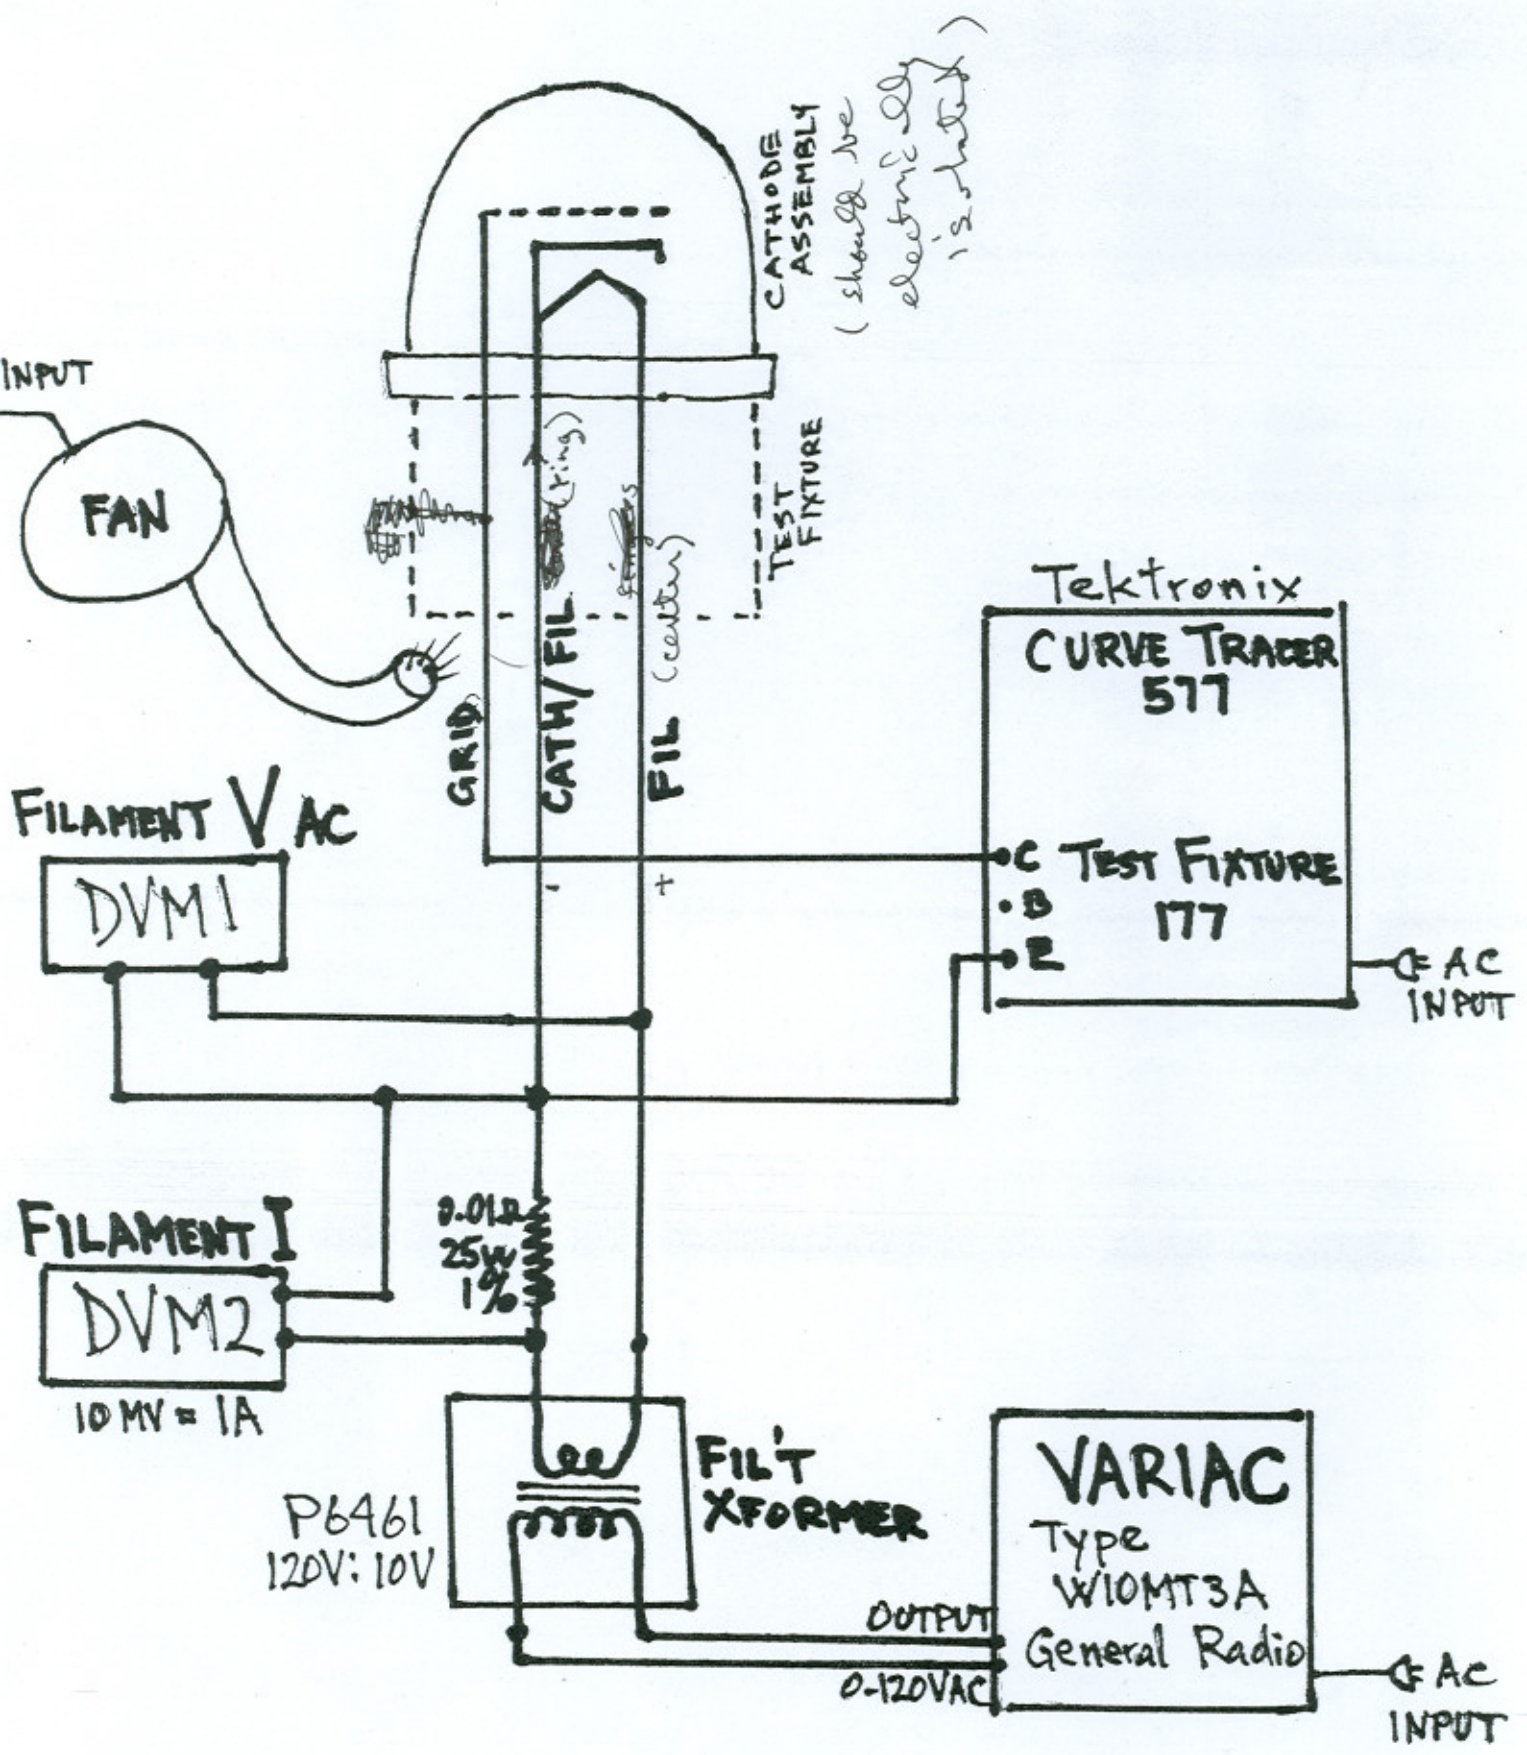 CATHODE
ASSEMBLY
(should be
electrically
isolated)
INPUT
FAN
TEST
FIXTURE
(ring)
(center)
GRID
CATH/FIL
FIL
-
+
Tektronix
CURVE TRACER
577
C TEST FIXTURE
B 177
E
AC
INPUT
FILAMENT V AC
DVM1
FILAMENT I
DVM2
10 MV = 1A
0.01Ω
25W
1%
P6461
120V: 10V
FIL'T
XFORMER
VARIAC
Type
W10MT3A
General Radio
OUTPUT
0-120VAC
AC
INPUT